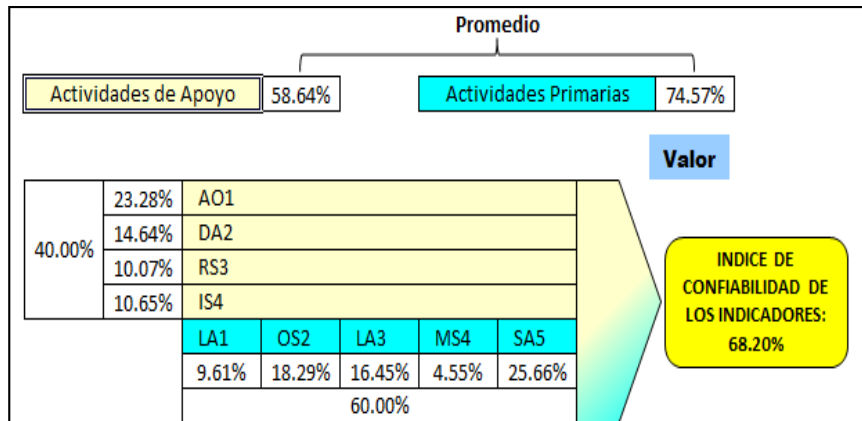 Promedio
Actividades de Apoyo 58.64% Actividades Primarias 74.57%
Valor
40.00%
23.28% AO1
14.64% DA2
10.07% RS3
10.65% IS4
LA1 OS2 LA3 MS4 SA5
9.61% 18.29% 16.45% 4.55% 25.66%
60.00%
INDICE DE
CONFIABILIDAD DE
LOS INDICADORES:
68.20%